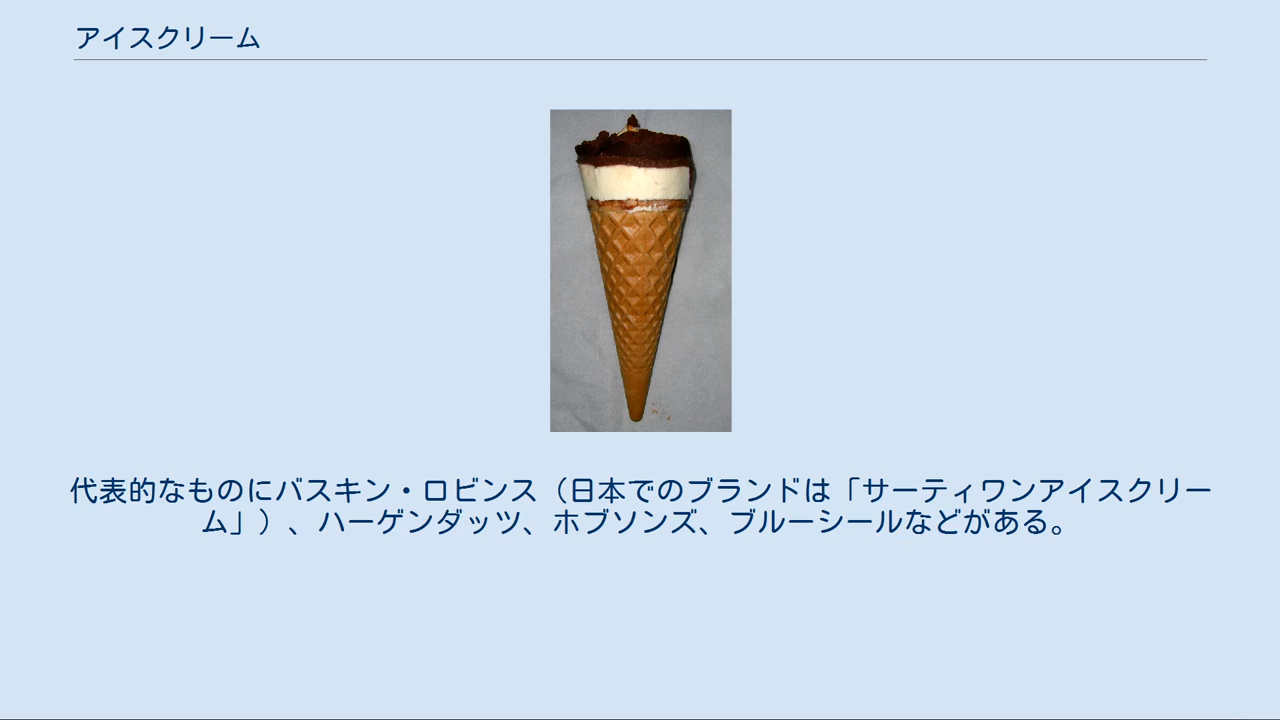 アイスクリーム
代表的なものにバスキン・ロビンス（日本でのブランドは「サーティワンアイスクリー
ム」）、ハーゲンダッツ、ホブソンズ、ブルーシールなどがある。